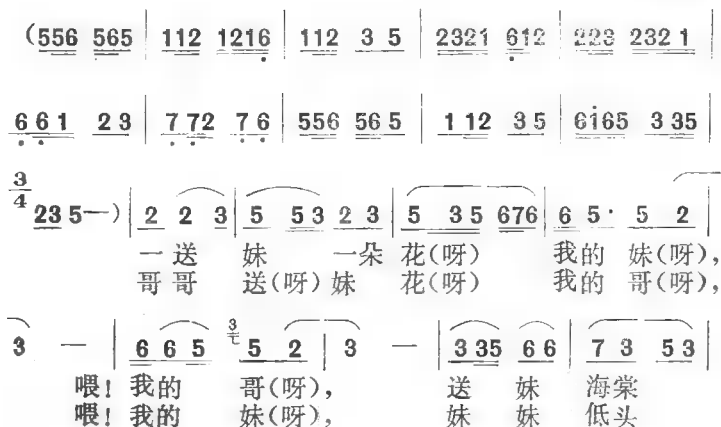 (556 565 | 112 1216 | 112 3 5 | 2321 612 | 223 2321 |
661 23 | 772 76 | 556 565 | 112 35 | 6i65 335 |
3/4 235—) | 2 2 3 | 5 53 2 3 | 5 35 676 | 6 5· 5 2
一送 妹 一朵 花(呀) 我的 妹(呀),
哥哥 送(呀)妹 花(呀) 我的 哥(呀),
3 — | 6 6 5 3 5 2 | 3 — | 3 35 6 6 | 7 3 5 3 |
喂!我的 哥(呀), 送 妹 海棠
喂!我的 妹(呀), 妹 妹 低头